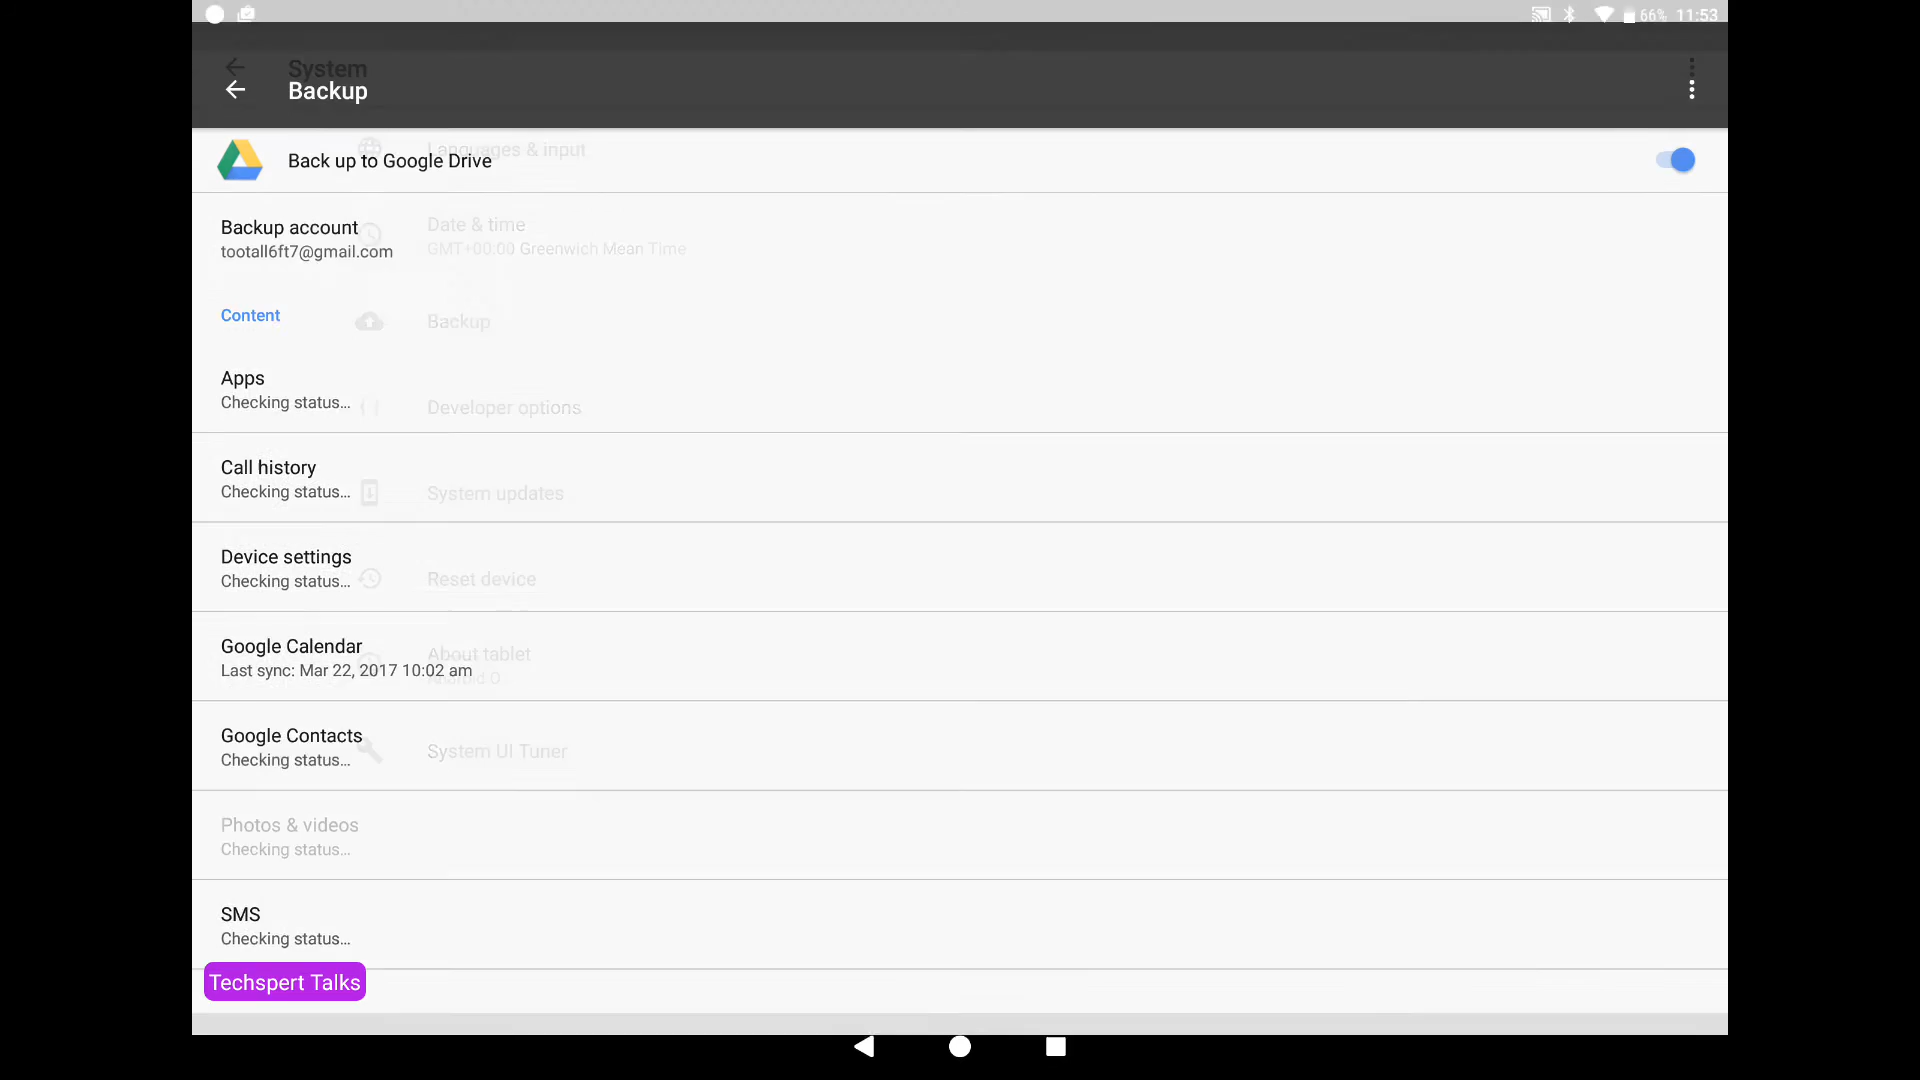 66% 11:53
System
Backup
Languages & input
Back up to Google Drive
Backup account
tootall6ft7@gmail.com
Date & time
GMT+00:00 Greenwich Mean Time
Content
Backup
Apps
Checking status...
Developer options
Call history
Checking status...
System updates
Device settings
Checking status...
Reset device
Google Calendar
Last sync: Mar 22, 2017 10:02 am
About tablet
Android O
Google Contacts
Checking status...
System UI Tuner
Photos & videos
Checking status...
SMS
Checking status...
Techspert Talks